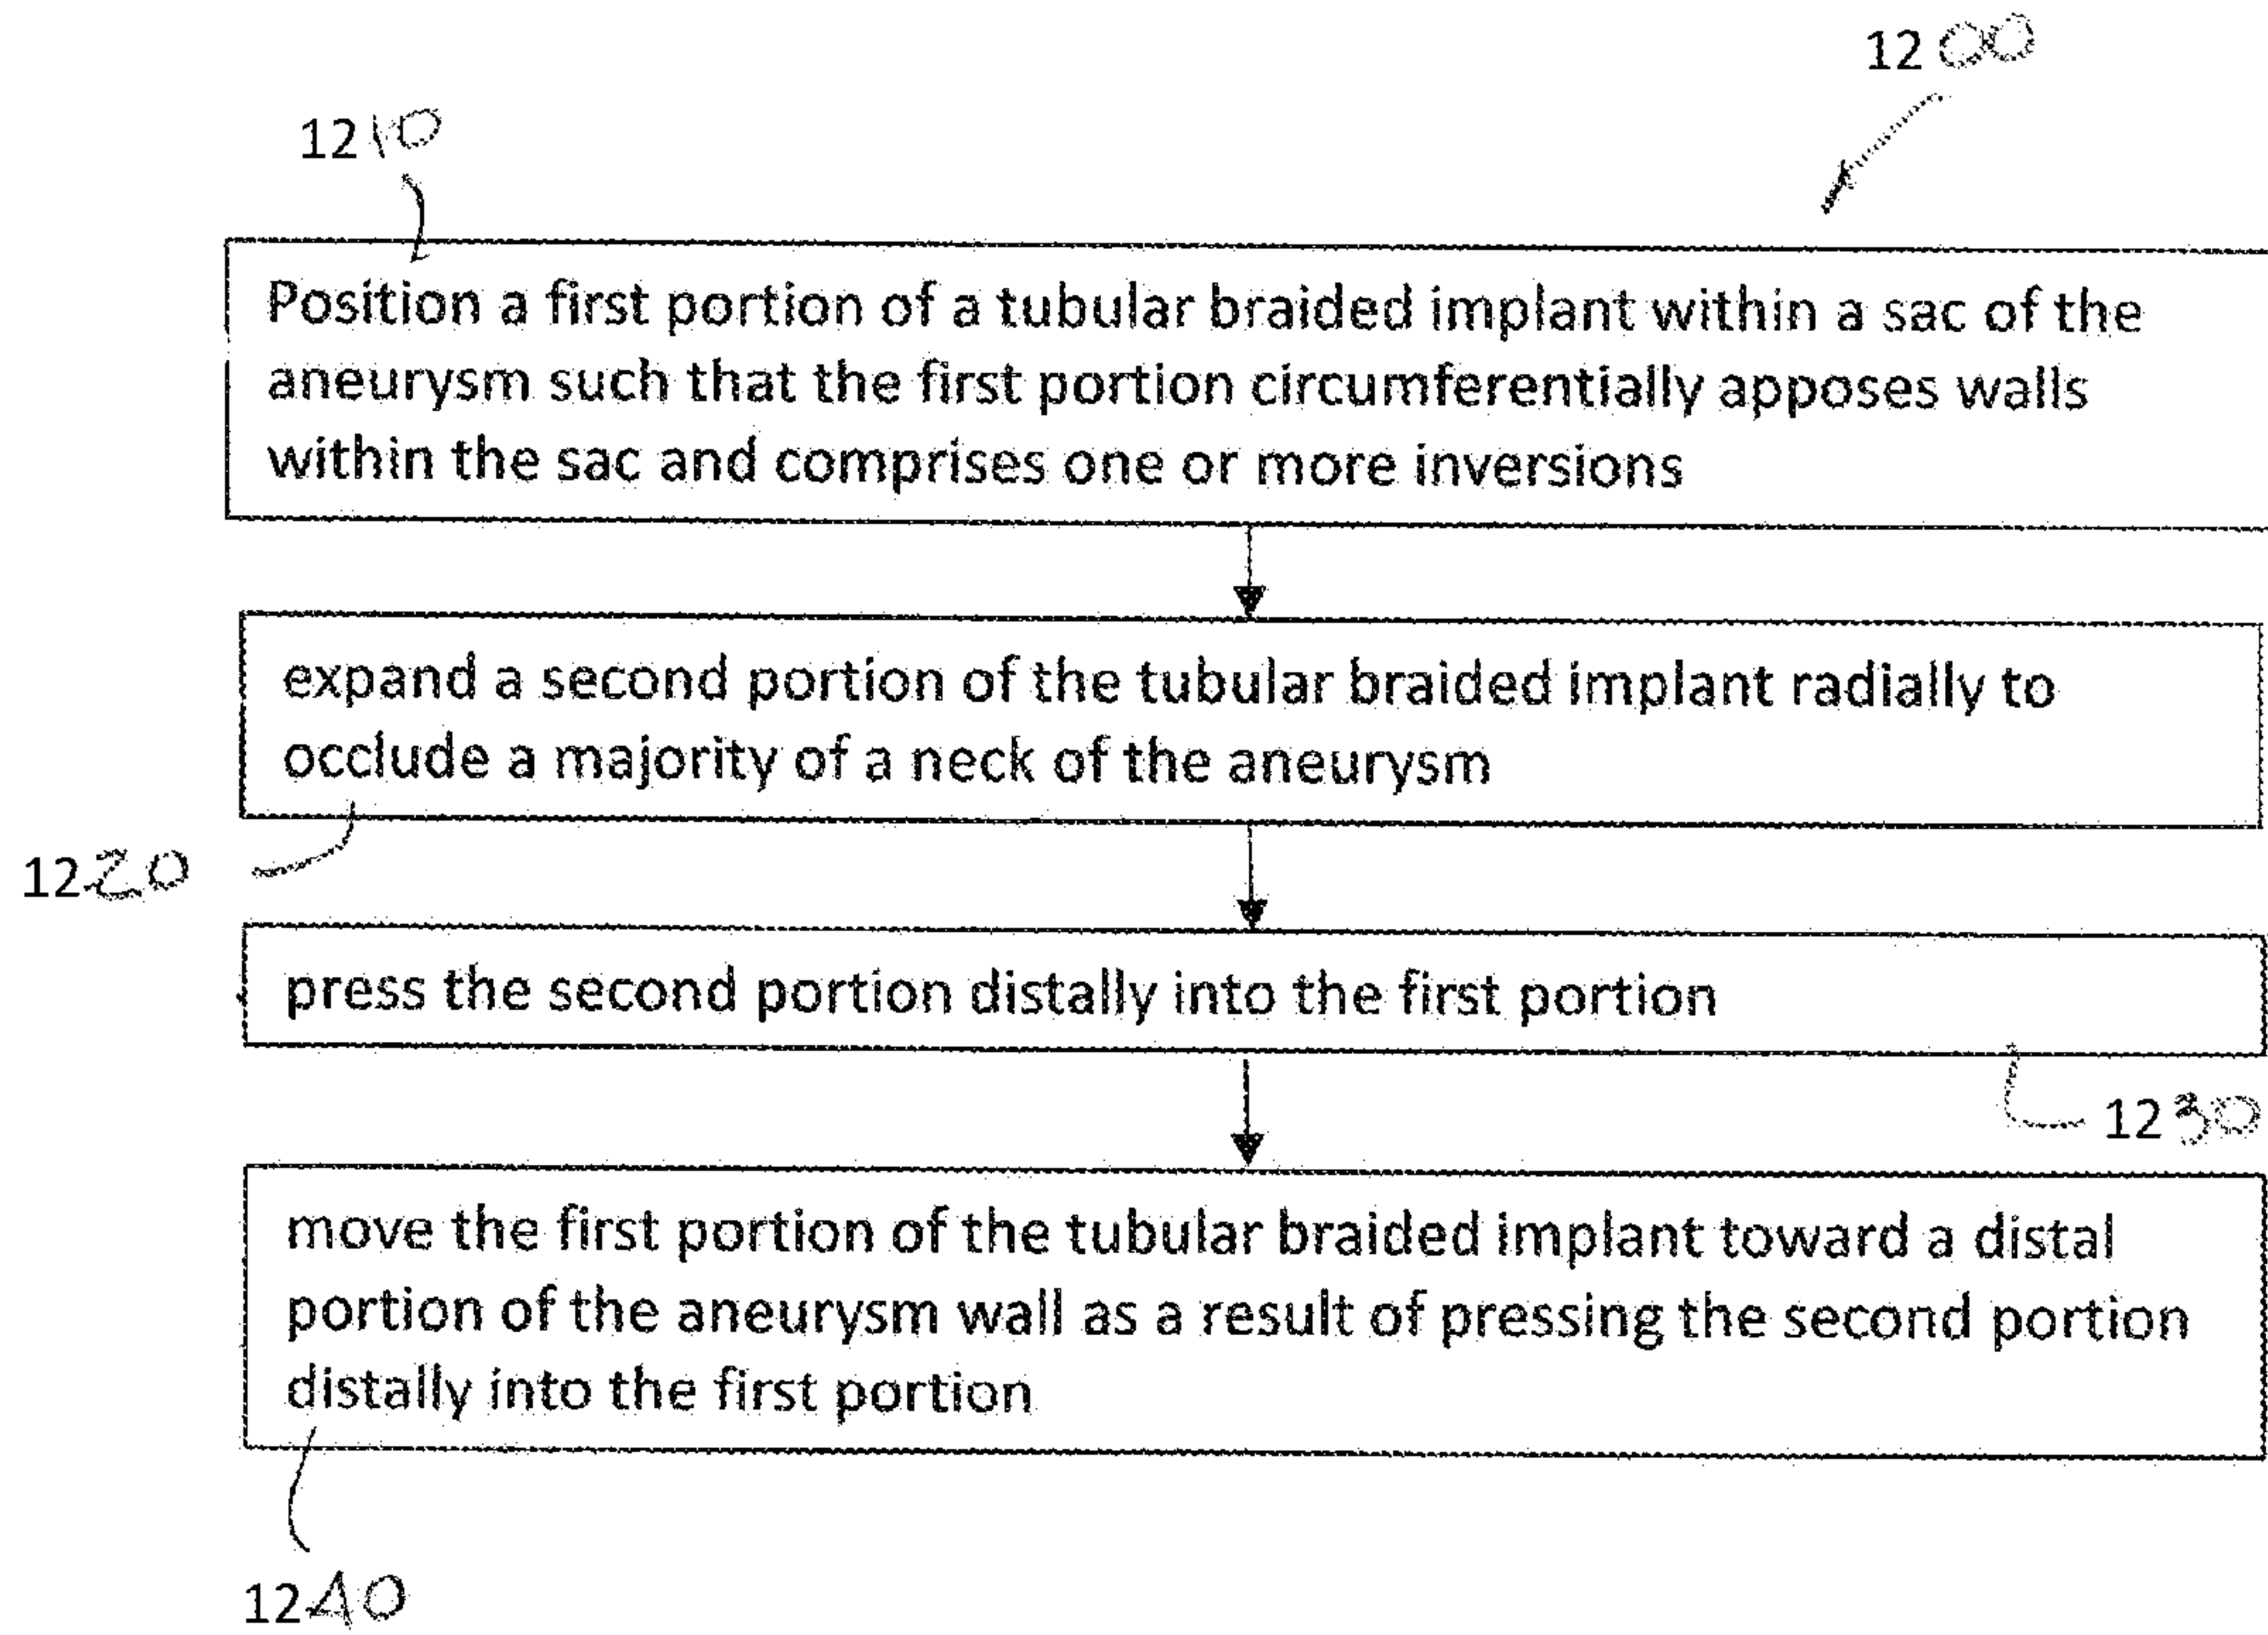 1200
1210
Position a first portion of a tubular braided implant within a sac of the
aneurysm such that the first portion circumferentially apposes walls
within the sac and comprises one or more inversions
expand a second portion of the tubular braided implant radially to
occlude a majority of a neck of the aneurysm
1220
press the second portion distally into the first portion
1230
move the first portion of the tubular braided implant toward a distal
portion of the aneurysm wall as a result of pressing the second portion
distally into the first portion
1240